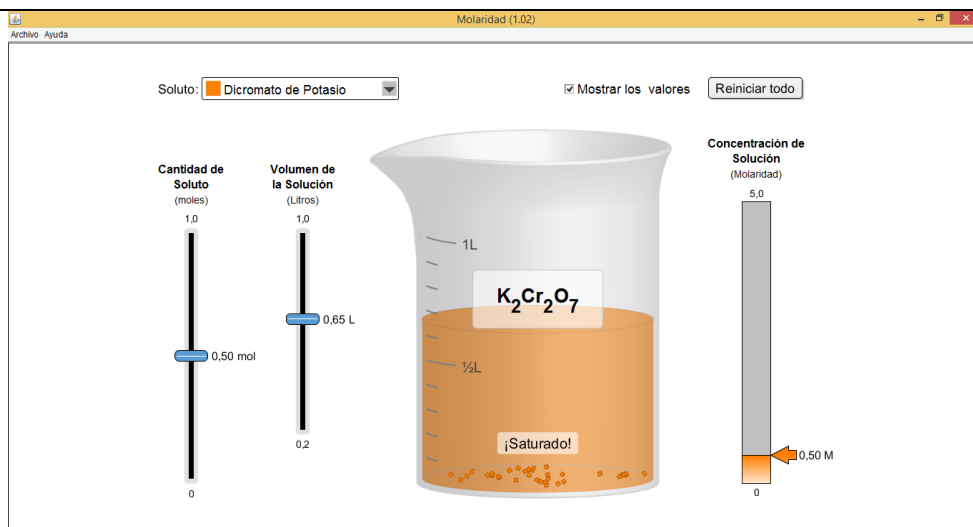 Molaridad (1.02)
Archivo Ayuda
Soluto: Dicromato de Potasio
Mostrar los valores
Reiniciar todo
Cantidad de
Soluto
(moles)
1,0
0,50 mol
0
Volumen de
la Solución
(Litros)
1,0
0,65 L
0,2
1L
K2Cr2O7
½L
¡Saturado!
Concentración de
Solución
(Molaridad)
5,0
0,50 M
0